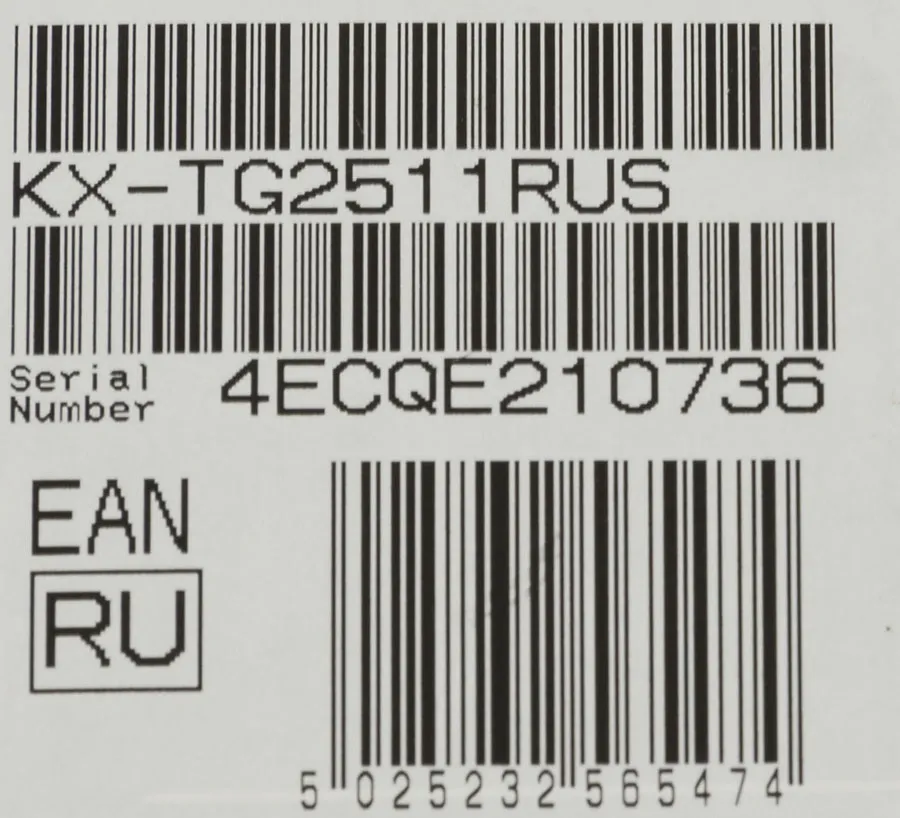 KX-TG2511RUS
Serial
Number
4ECQE210736
EAN
RU
5 025232 565474